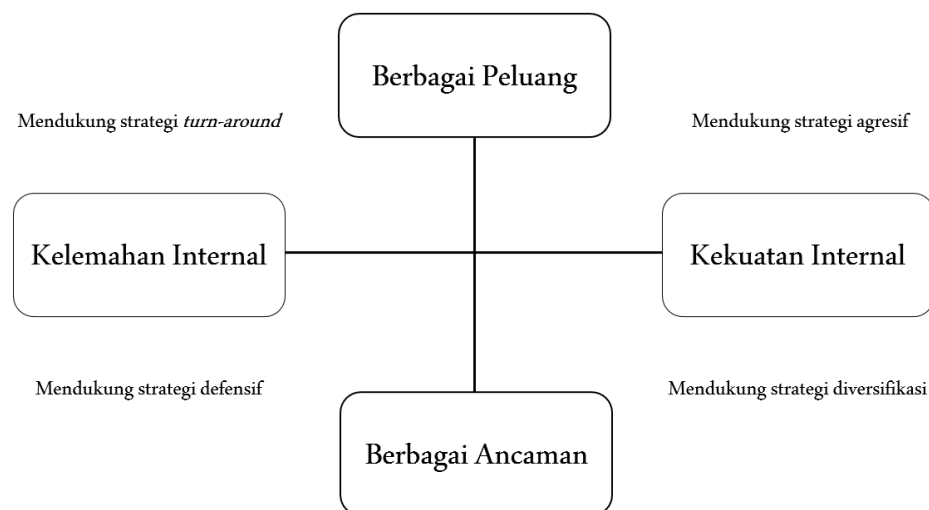 Berbagai Peluang
Mendukung strategi turn-around
Mendukung strategi agresif
Kelemahan Internal
Kekuatan Internal
Mendukung strategi defensif
Mendukung strategi diversifikasi
Berbagai Ancaman